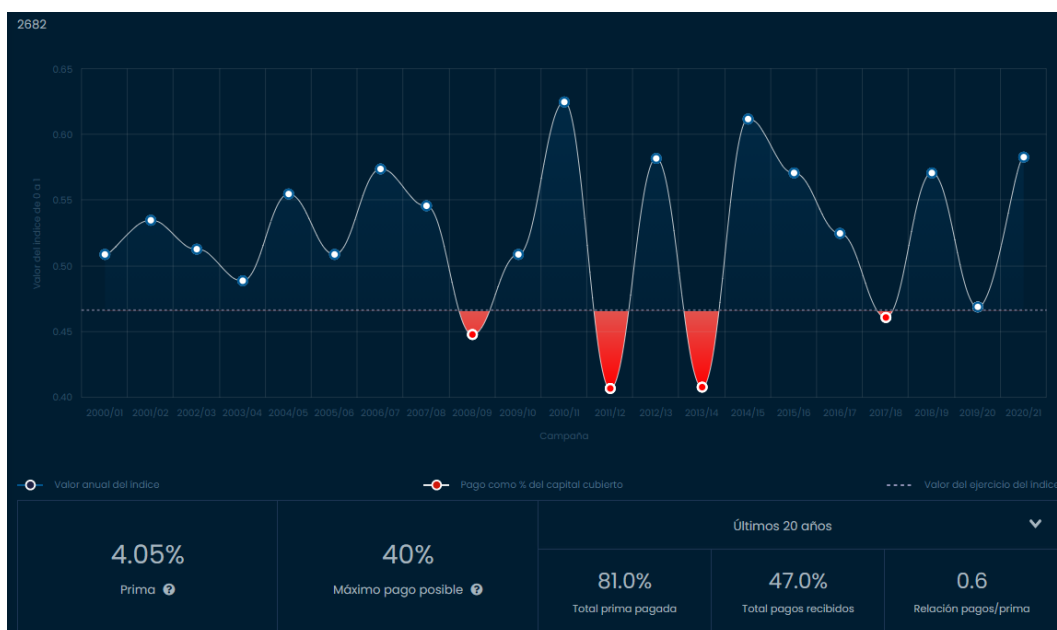 2682
0.65
0.60
0.55
0.50
0.45
0.40
Valor del índice de 0 a 1
2000/01 2001/02 2002/03 2003/04 2004/05 2005/06 2006/07 2007/08 2008/09 2009/10 2010/11 2011/12 2012/13 2013/14 2014/15 2015/16 2016/17 2017/18 2018/19 2019/20 2020/21
Campaña
Valor anual del índice Pago como % del capital cubierto Valor del ejercicio del índice
4.05%
Prima ?
40%
Máximo pago posible ?
Últimos 20 años
81.0% 47.0% 0.6
Total prima pagada Total pagos recibidos Relación pagos/prima